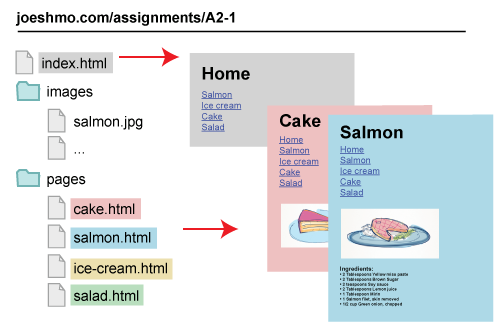 joeshmo.com/assignments/A2-1
index.html
images
salmon.jpg
...
pages
cake.html
salmon.html
ice-cream.html
salad.html
Home
Salmon
Ice cream
Cake
Salad
Cake
Home
Salmon
Ice cream
Cake
Salad
Salmon
Home
Salmon
Ice cream
Cake
Salad
Ingredients:
• 2 Tablespoons Yellow miso paste
• 2 Tablespoons Brown Sugar
• 2 teaspoons Soy sauce
• 2 Tablespoons Lemon juice
• 1 Tablespoon Mirin
• 1 Salmon filet, skin removed
• 1/2 cup Green onion, chopped